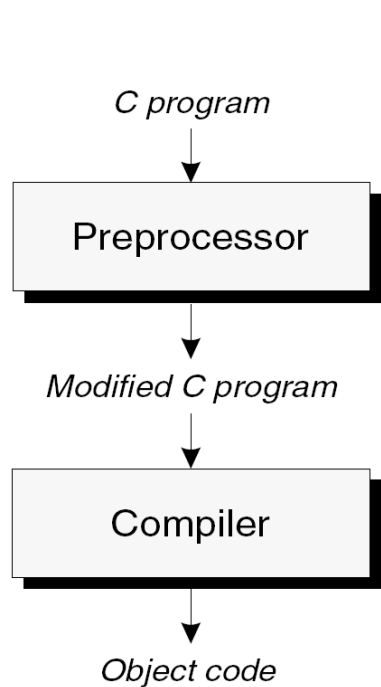 C program
Preprocessor
Modified C program
Compiler
Object code